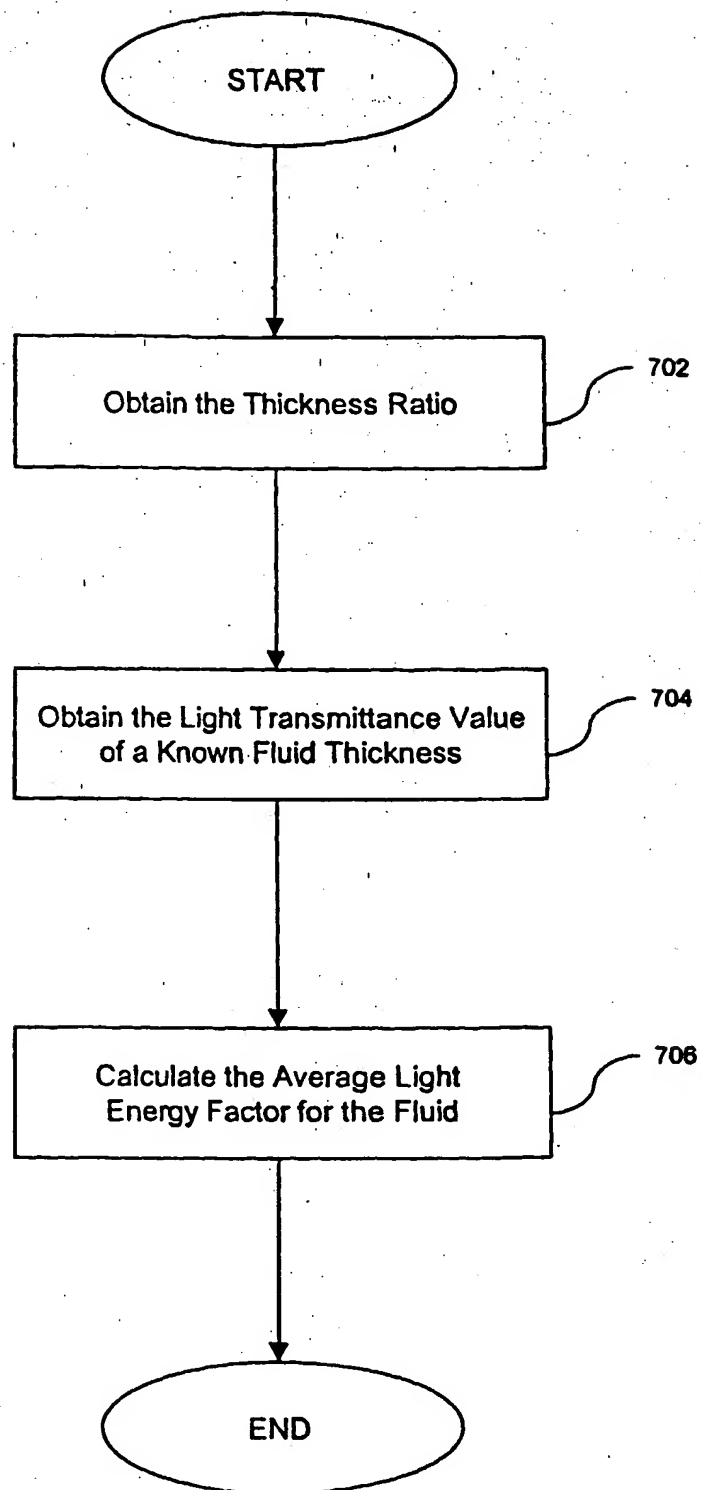 START
Obtain the Thickness Ratio
702
Obtain the Light Transmittance Value
of a Known Fluid Thickness
704
Calculate the Average Light
Energy Factor for the Fluid
706
END